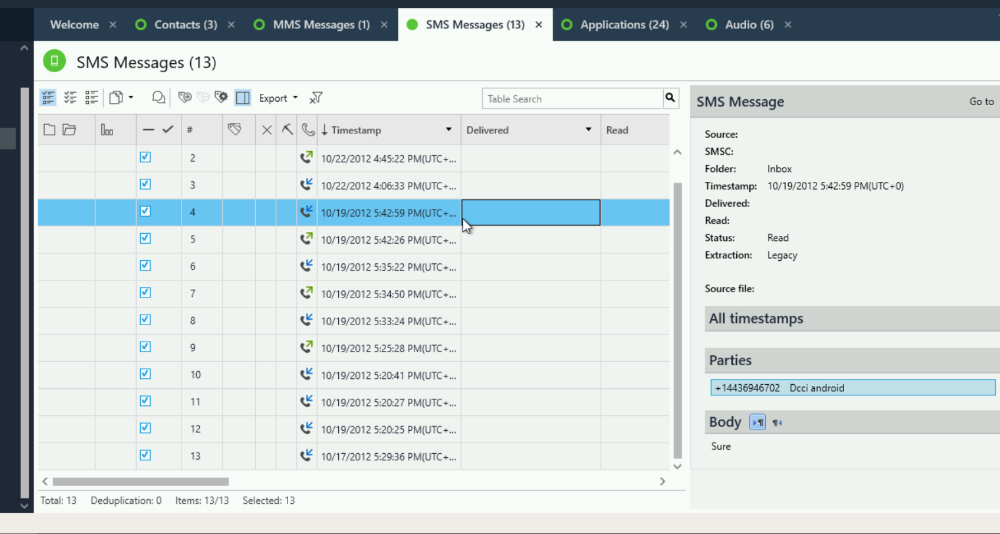 Welcome × Contacts (3) × MMS Messages (1) × SMS Messages (13) × Applications (24) × Audio (6) ×
SMS Messages (13)
Export
Table Search
# Timestamp Delivered Read
2 10/22/2012 4:45:22 PM(UTC+...
3 10/22/2012 4:06:33 PM(UTC+...
4 10/19/2012 5:42:59 PM(UTC+...
5 10/19/2012 5:42:26 PM(UTC+...
6 10/19/2012 5:35:22 PM(UTC+...
7 10/19/2012 5:34:50 PM(UTC+...
8 10/19/2012 5:33:24 PM(UTC+...
9 10/19/2012 5:25:28 PM(UTC+...
10 10/19/2012 5:20:41 PM(UTC+...
11 10/19/2012 5:20:27 PM(UTC+...
12 10/19/2012 5:20:25 PM(UTC+...
13 10/17/2012 5:29:36 PM(UTC+...
Total: 13 Deduplication: 0 Items: 13/13 Selected: 13
SMS Message Go to
Source:
SMSC:
Folder: Inbox
Timestamp: 10/19/2012 5:42:59 PM(UTC+0)
Delivered:
Read:
Status: Read
Extraction: Legacy
Source file:
All timestamps
Parties
+14436946702 Dcci android
Body
Sure